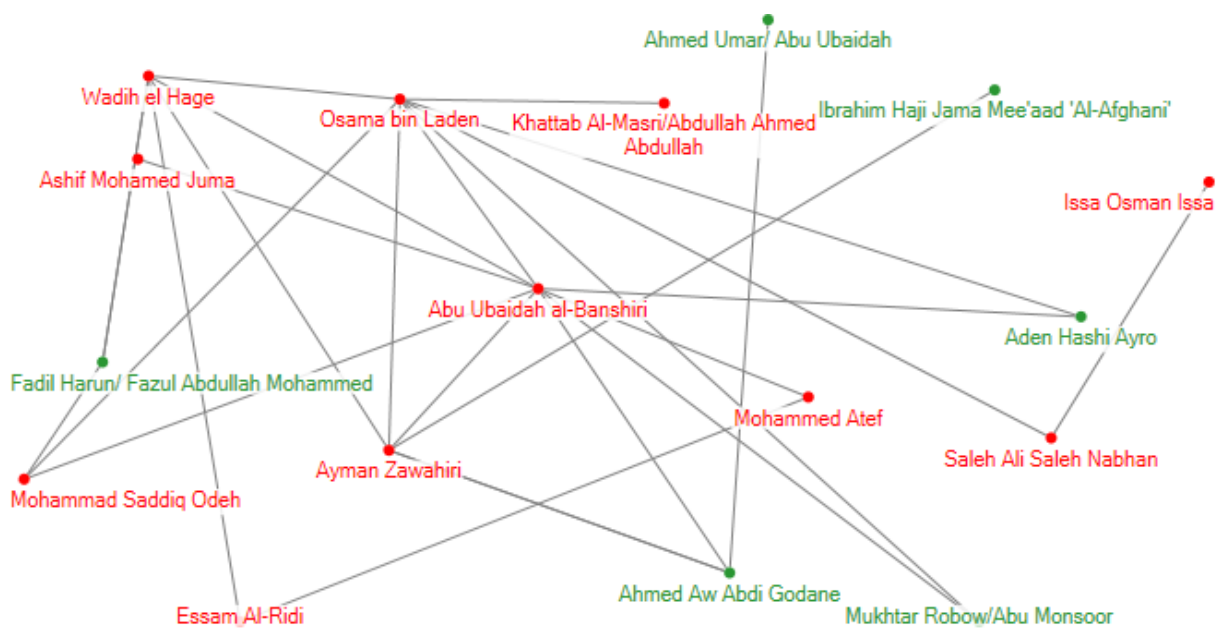 Ahmed Umar/ Abu Ubaidah
Wadih el Hage
Osama bin Laden
Khattab Al-Masri/Abdullah Ahmed
Abdullah
Ibrahim Haji Jama Mee'aad 'Al-Afghani'
Ashif Mohamed Juma
Issa Osman Issa
Abu Ubaidah al-Banshiri
Aden Hashi Ayro
Fadil Harun/ Fazul Abdullah Mohammed
Mohammed Atef
Saleh Ali Saleh Nabhan
Ayman Zawahiri
Mohammad Saddiq Odeh
Ahmed Aw Abdi Godane
Essam Al-Ridi
Mukhtar Robow/Abu Monsoor